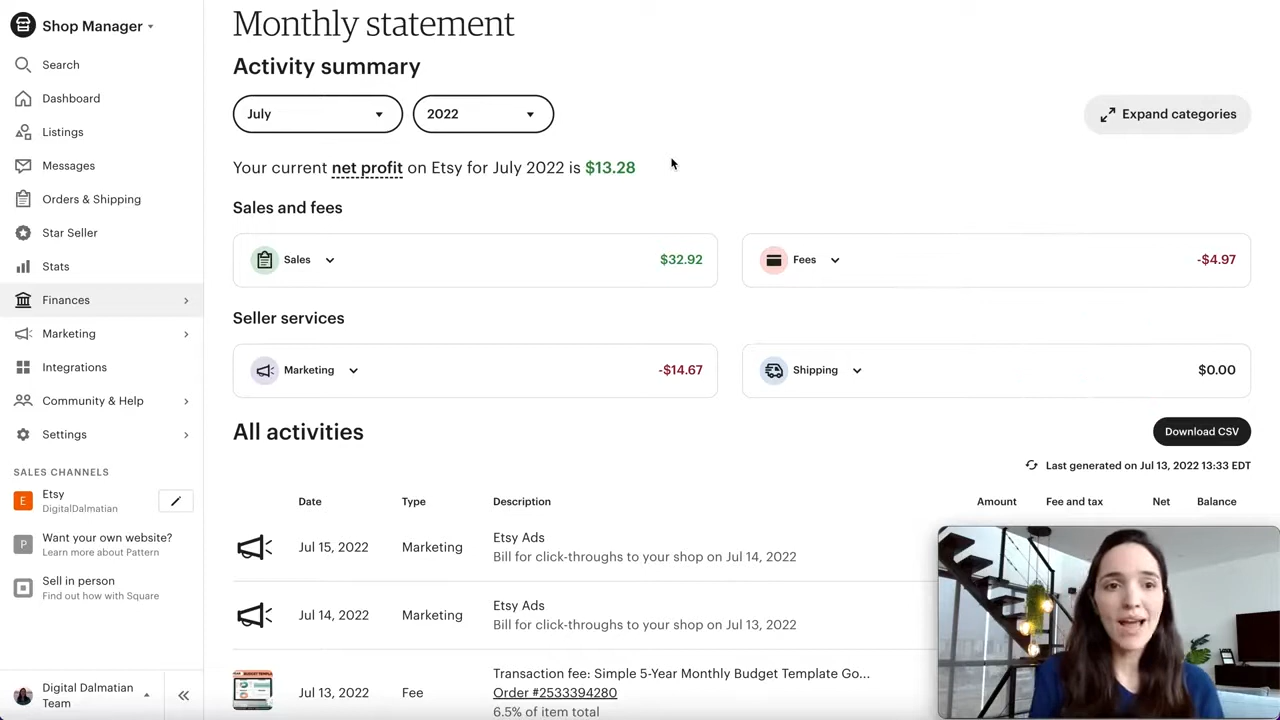 Shop Manager
Search
Dashboard
Listings
Messages
Orders & Shipping
Star Seller
Stats
Finances
Marketing
Integrations
Community & Help
Settings
SALES CHANNELS
E
Etsy
DigitalDalmatian
P
Want your own website?
Learn more about Pattern
Sell in person
Find out how with Square
Digital Dalmatian
Team
Monthly statement
Activity summary
July
2022
Expand categories
Your current net profit on Etsy for July 2022 is $13.28
Sales and fees
Sales
$32.92
Fees
-$4.97
Seller services
Marketing
-$14.67
Shipping
$0.00
All activities
Download CSV
Last generated on Jul 13, 2022 13:33 EDT
Date Type Description Amount Fee and tax Net Balance
Jul 15, 2022 Marketing
Etsy Ads
Bill for click-throughs to your shop on Jul 14, 2022
Jul 14, 2022 Marketing
Etsy Ads
Bill for click-throughs to your shop on Jul 13, 2022
Jul 13, 2022 Fee
Transaction fee: Simple 5-Year Monthly Budget Template Go...
Order #2533394280
6.5% of item total